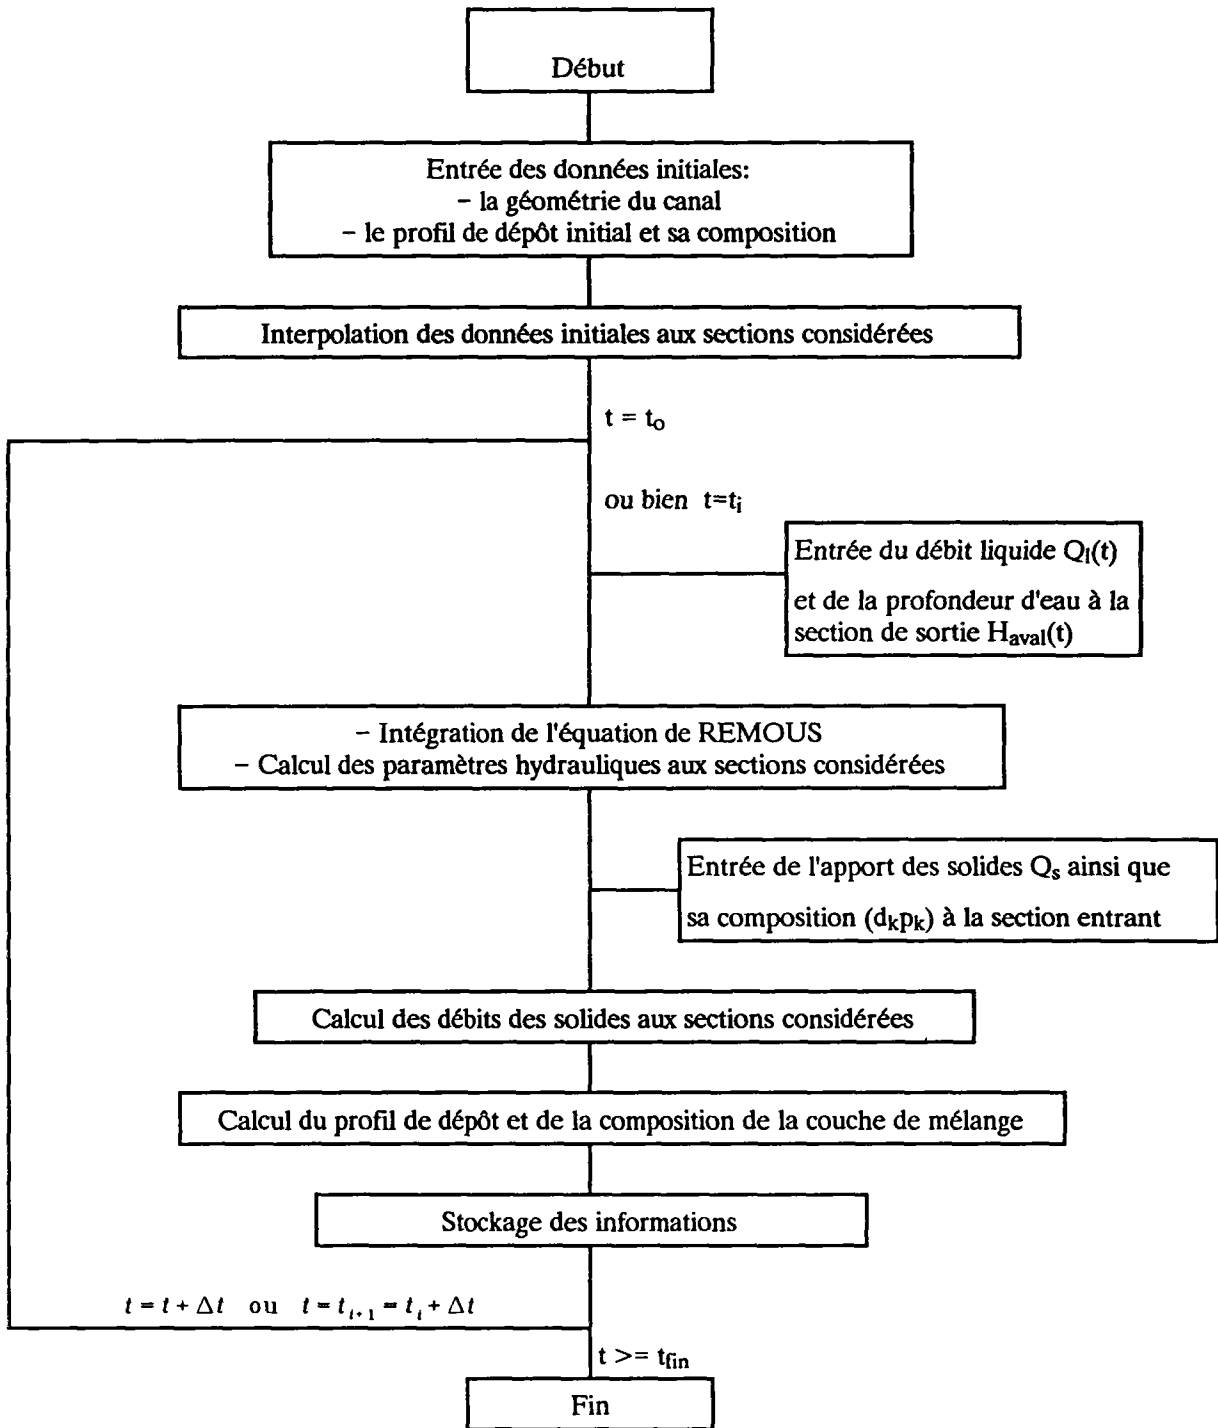 Début
Entrée des données initiales:
– la géométrie du canal
– le profil de dépôt initial et sa composition
Interpolation des données initiales aux sections considérées
t = t₀
ou bien t=tᵢ
Entrée du débit liquide Qₗ(t)
et de la profondeur d'eau à la
section de sortie Haval(t)
– Intégration de l'équation de REMOUS
– Calcul des paramètres hydrauliques aux sections considérées
Entrée de l'apport des solides Qₛ ainsi que
sa composition (dₖpₖ) à la section entrant
Calcul des débits des solides aux sections considérées
Calcul du profil de dépôt et de la composition de la couche de mélange
Stockage des informations
t = t + Δt ou t = tᵢ₊₁ = tᵢ + Δt
t >= tfin
Fin